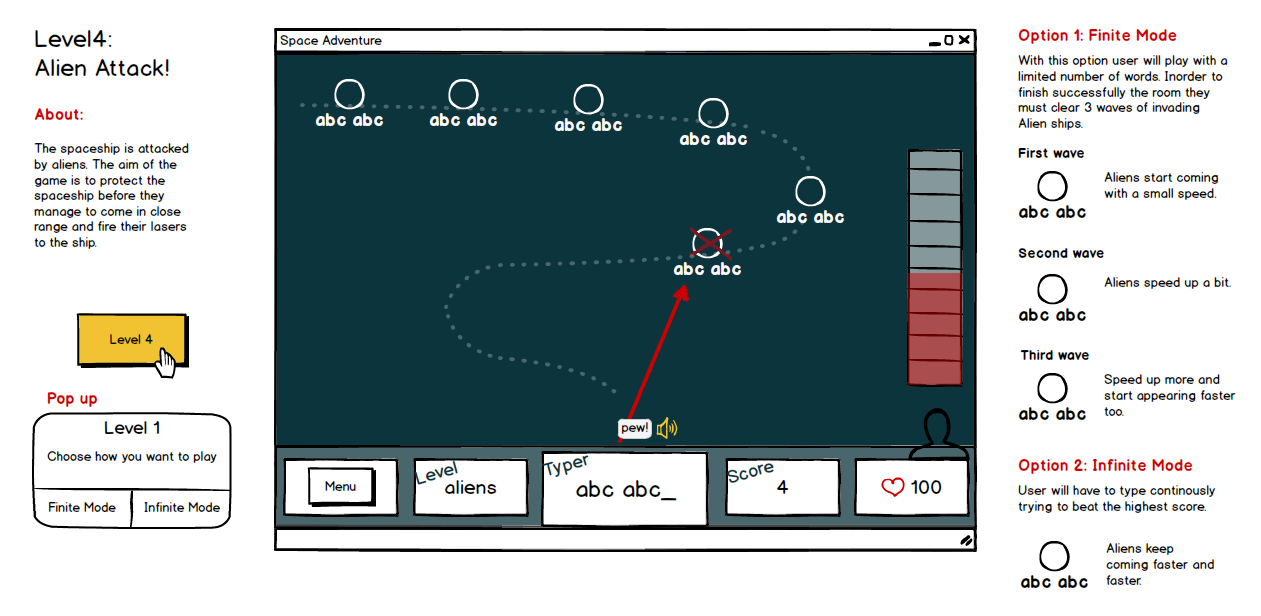 Level4:
Alien Attack!
About:
The spaceship is attacked
by aliens. The aim of the
game is to protect the
spaceship before they
manage to come in close
range and fire their lasers
to the ship.
Level 4
Pop up
Level 1
Choose how you want to play
Finite Mode
Infinite Mode
Space Adventure
abc abc
abc abc
abc abc
abc abc
abc abc
abc abc
pew!
Menu
Level
aliens
Typer
abc abc_
Score
4
100
Option 1: Finite Mode
With this option user will play with a
limited number of words. Inorder to
finish successfully the room they
must clear 3 waves of invading
Alien ships.
First wave
abc abc
Aliens start coming
with a small speed.
Second wave
abc abc
Aliens speed up a bit.
Third wave
abc abc
Speed up more and
start appearing faster
too.
Option 2: Infinite Mode
User will have to type continously
trying to beat the highest score.
abc abc
Aliens keep
coming faster and
faster.